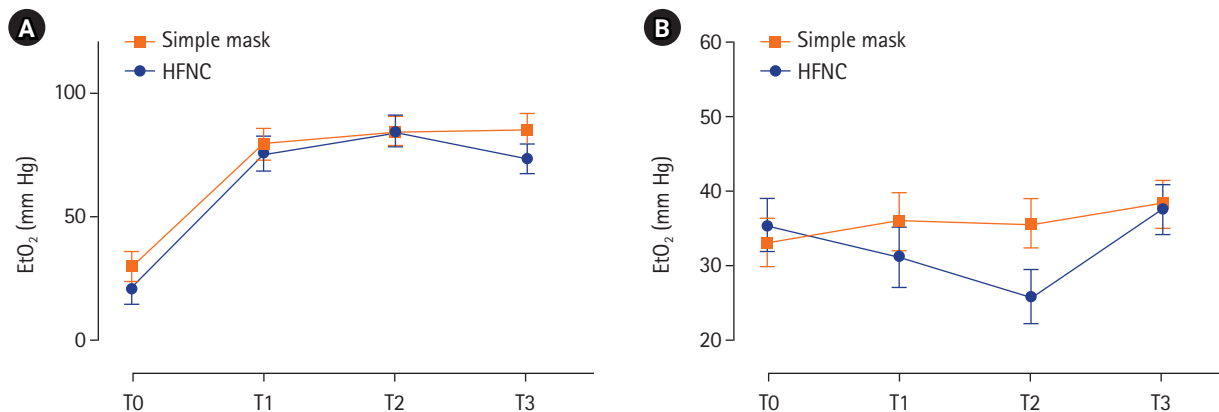 A
Simple mask
HFNC
EtO₂ (mm Hg)
100
50
0
T0 T1 T2 T3
B
Simple mask
HFNC
EtO₂ (mm Hg)
60
50
40
30
20
T0 T1 T2 T3